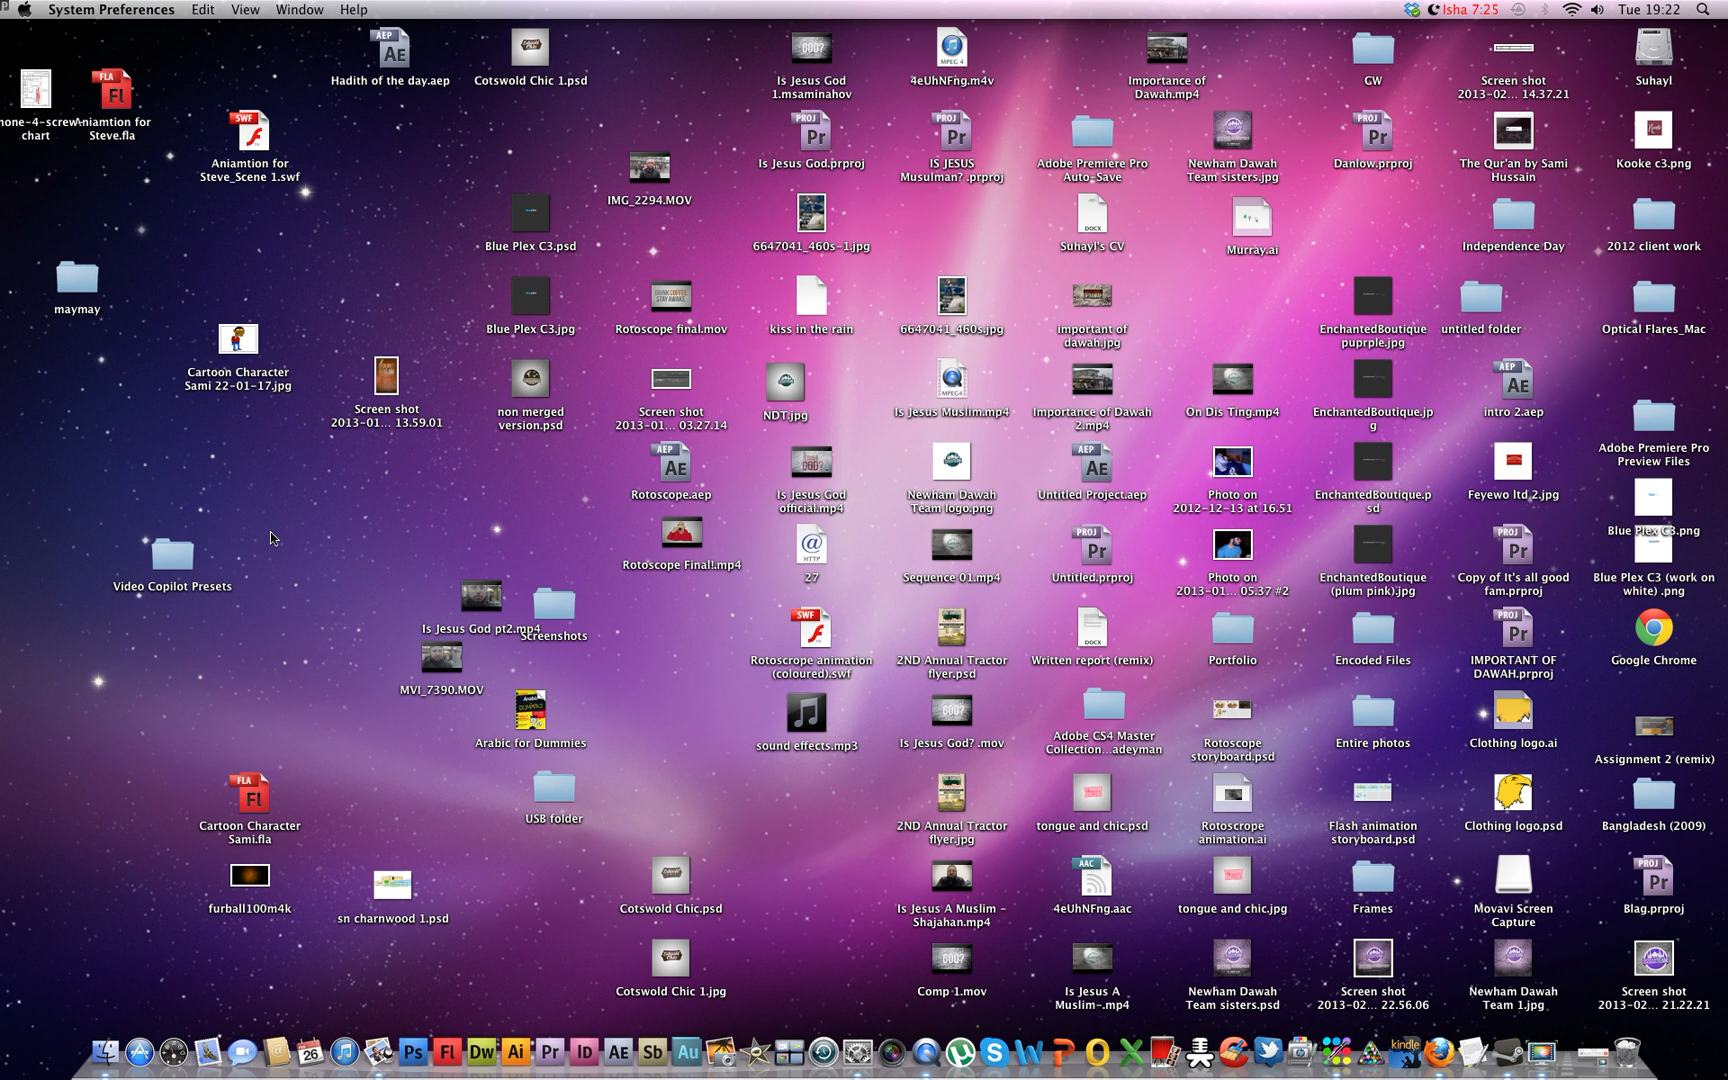 System Preferences Edit View Window Help
Isha 7:25 Tue 19:22
Hadith of the day.aep
Cotswold Chic 1.psd
Is Jesus God
1.msaminahov
4eUhNFng.m4v
Importance of
Dawah.mp4
GW
Screen shot
2013-02... 14.37.21
Suhayl
hone-4-screw
chart
Aniamtion for
Steve.fla
Aniamtion for
Steve_Scene 1.swf
IMG_2294.MOV
Is Jesus God.prproj
IS JESUS
Musulman? .prproj
Adobe Premiere Pro
Auto-Save
Newham Dawah
Team sisters.jpg
Danlow.prproj
The Qur'an by Sami
Hussain
Kooke c3.png
Blue Plex C3.psd
6647041_460s-1.jpg
Suhayl's CV
Murray.ai
Independence Day
2012 client work
maymay
Blue Plex C3.jpg
Rotoscope final.mov
kiss in the rain
6647041_460s.jpg
important of
dawah.jpg
EnchantedBoutique
puprple.jpg
untitled folder
Optical Flares_Mac
Cartoon Character
Sami 22-01-17.jpg
Screen shot
2013-01... 13.59.01
non merged
version.psd
Screen shot
2013-01... 03.27.14
NDT.jpg
Is Jesus Muslim.mp4
Importance of Dawah
2.mp4
On Dis Ting.mp4
EnchantedBoutique.jp
g
intro 2.aep
Adobe Premiere Pro
Preview Files
Rotoscope.aep
Is Jesus God
official.mp4
Newham Dawah
Team logo.png
Untitled Project.aep
Photo on
2012-12-13 at 16.51
EnchantedBoutique.p
sd
Feyewo ltd 2.jpg
Blue Plex C3.png
Video Copilot Presets
Rotoscope Final!.mp4
27
Sequence 01.mp4
Untitled.prproj
Photo on
2013-01... 05.37 #2
EnchantedBoutique
(plum pink).jpg
Copy of It's all good
fam.prproj
Blue Plex C3 (work on
white) .png
Is Jesus God pt2.mp4
Screenshots
MVI_7390.MOV
Rotoscrope animation
(coloured).swf
2ND Annual Tractor
flyer.psd
Written report (remix)
Portfolio
Encoded Files
IMPORTANT OF
DAWAH.prproj
Google Chrome
Arabic for Dummies
sound effects.mp3
Is Jesus God? .mov
Adobe CS4 Master
Collection...adeyman
Rotoscope
storyboard.psd
Entire photos
Clothing logo.ai
Assignment 2 (remix)
Cartoon Character
Sami.fla
USB folder
2ND Annual Tractor
flyer.jpg
tongue and chic.psd
Rotoscrope
animation.ai
Flash animation
storyboard.psd
Clothing logo.psd
Bangladesh (2009)
furball100m4k
sn charnwood 1.psd
Cotswold Chic.psd
Is Jesus A Muslim -
Shajahan.mp4
4eUhNFng.aac
tongue and chic.jpg
Frames
Movavi Screen
Capture
Blag.prproj
Cotswold Chic 1.jpg
Comp 1.mov
Is Jesus A
Muslim-.mp4
Newham Dawah
Team sisters.psd
Screen shot
2013-02... 22.56.06
Newham Dawah
Team 1.jpg
Screen shot
2013-02... 21.22.21
26 Ps Fl Dw Ai Pr Id Ae Sb Au kindle